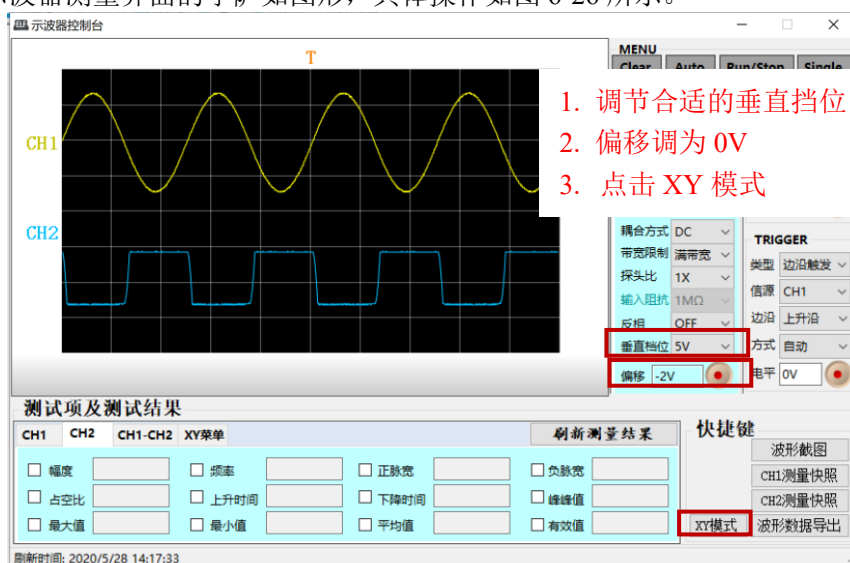 示波器测量界面的李萨如图形，具体操作如图 6-20 所示。
示波器控制台
T
MENU
Clear Auto Run/Stop Single
1. 调节合适的垂直挡位
2. 偏移调为 0V
3. 点击 XY 模式
CH1
CH2
耦合方式 DC
带宽限制 满带宽
探头比 1X
输入阻抗 1MΩ
反相 OFF
垂直档位 5V
偏移 -2V
TRIGGER
类型 边沿触发
信源 CH1
边沿 上升沿
方式 自动
电平 0V
测试项及测试结果
CH1 CH2 CH1-CH2 XY菜单
刷新测量结果
幅度 频率 正脉宽 负脉宽
占空比 上升时间 下降时间 峰峰值
最大值 最小值 平均值 有效值
快捷键
波形截图
CH1测量快照
CH2测量快照
XY模式 波形数据导出
刷新时间: 2020/5/28 14:17:33